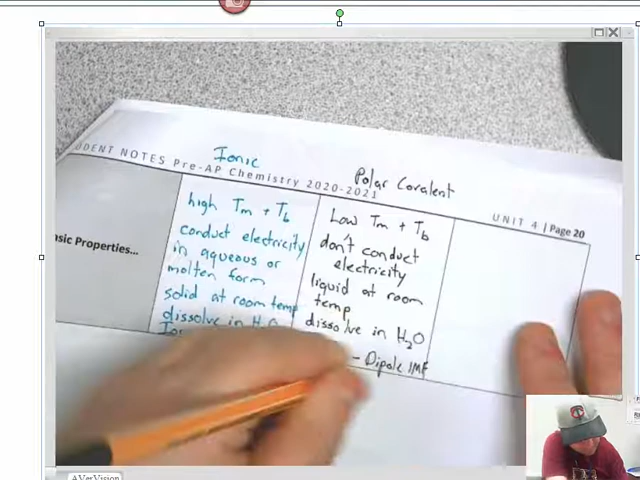 UDENT NOTES Pre-AP Chemistry 2020-2021
UNIT 4 | Page 20
Ionic
Polar Covalent
sic Properties...
high Tm + Tb
conduct electricity
in aqueous or
molten form
solid at room temp
dissolve in H2O
Low Tm + Tb
don't conduct
electricity
liquid at room
temp
dissolve in H2O
- Dipole IMF
AVerVision